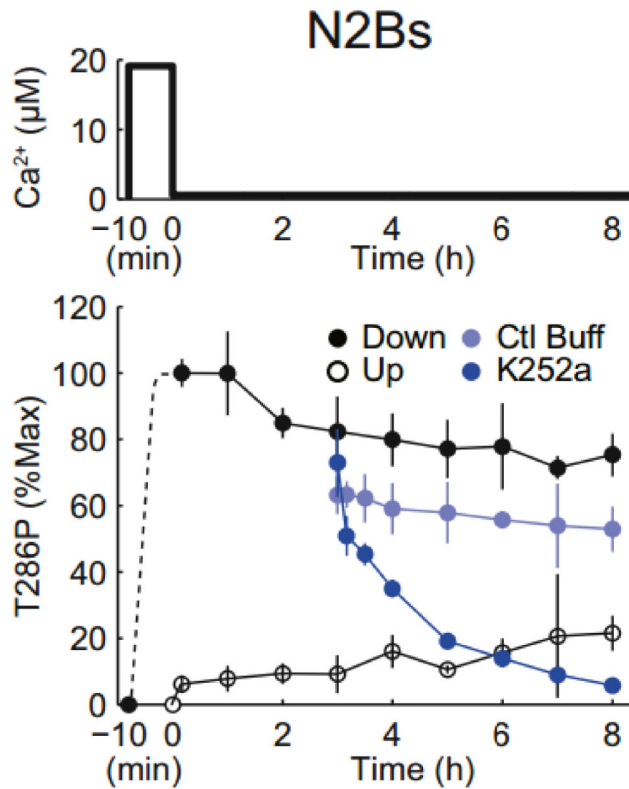 N2Bs
Ca²⁺ (μM)
20
10
0
−10 0 2 4 6 8
(min) Time (h)
T286P (%Max)
120
100
80
60
40
20
0
Down Ctl Buff
Up K252a
−10 0 2 4 6 8
(min) Time (h)